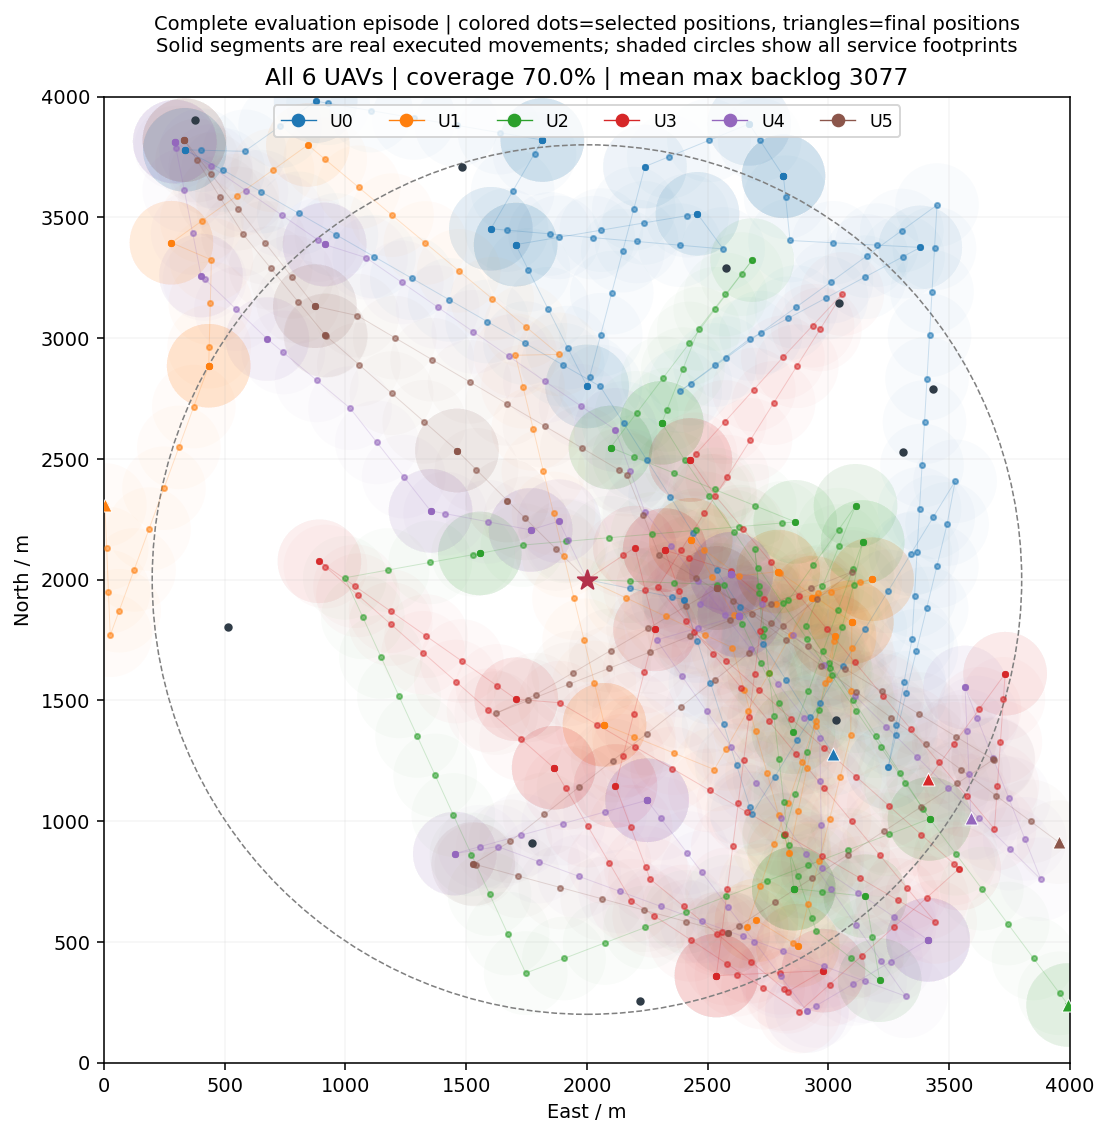 Complete evaluation episode | colored dots=selected positions, triangles=final positions
Solid segments are real executed movements; shaded circles show all service footprints
All 6 UAVs | coverage 70.0% | mean max backlog 3077
U0 U1 U2 U3 U4 U5
4000
3500
3000
2500
2000
1500
1000
500
0
North / m
0 500 1000 1500 2000 2500 3000 3500 4000
East / m